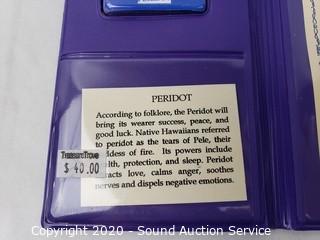 PERIDOT
According to folklore, the Peridot will
bring its wearer success, peace, and
good luck. Native Hawaiians referred
to peridot as the tears of Pele, their
ddess of fire. Its powers include
lth, protection, and sleep. Peridot
racts love, calms anger, soothes
nerves and dispels negative emotions.
TreasureTrove
$ 40.00
Copyright 2020 - Sound Auction Service